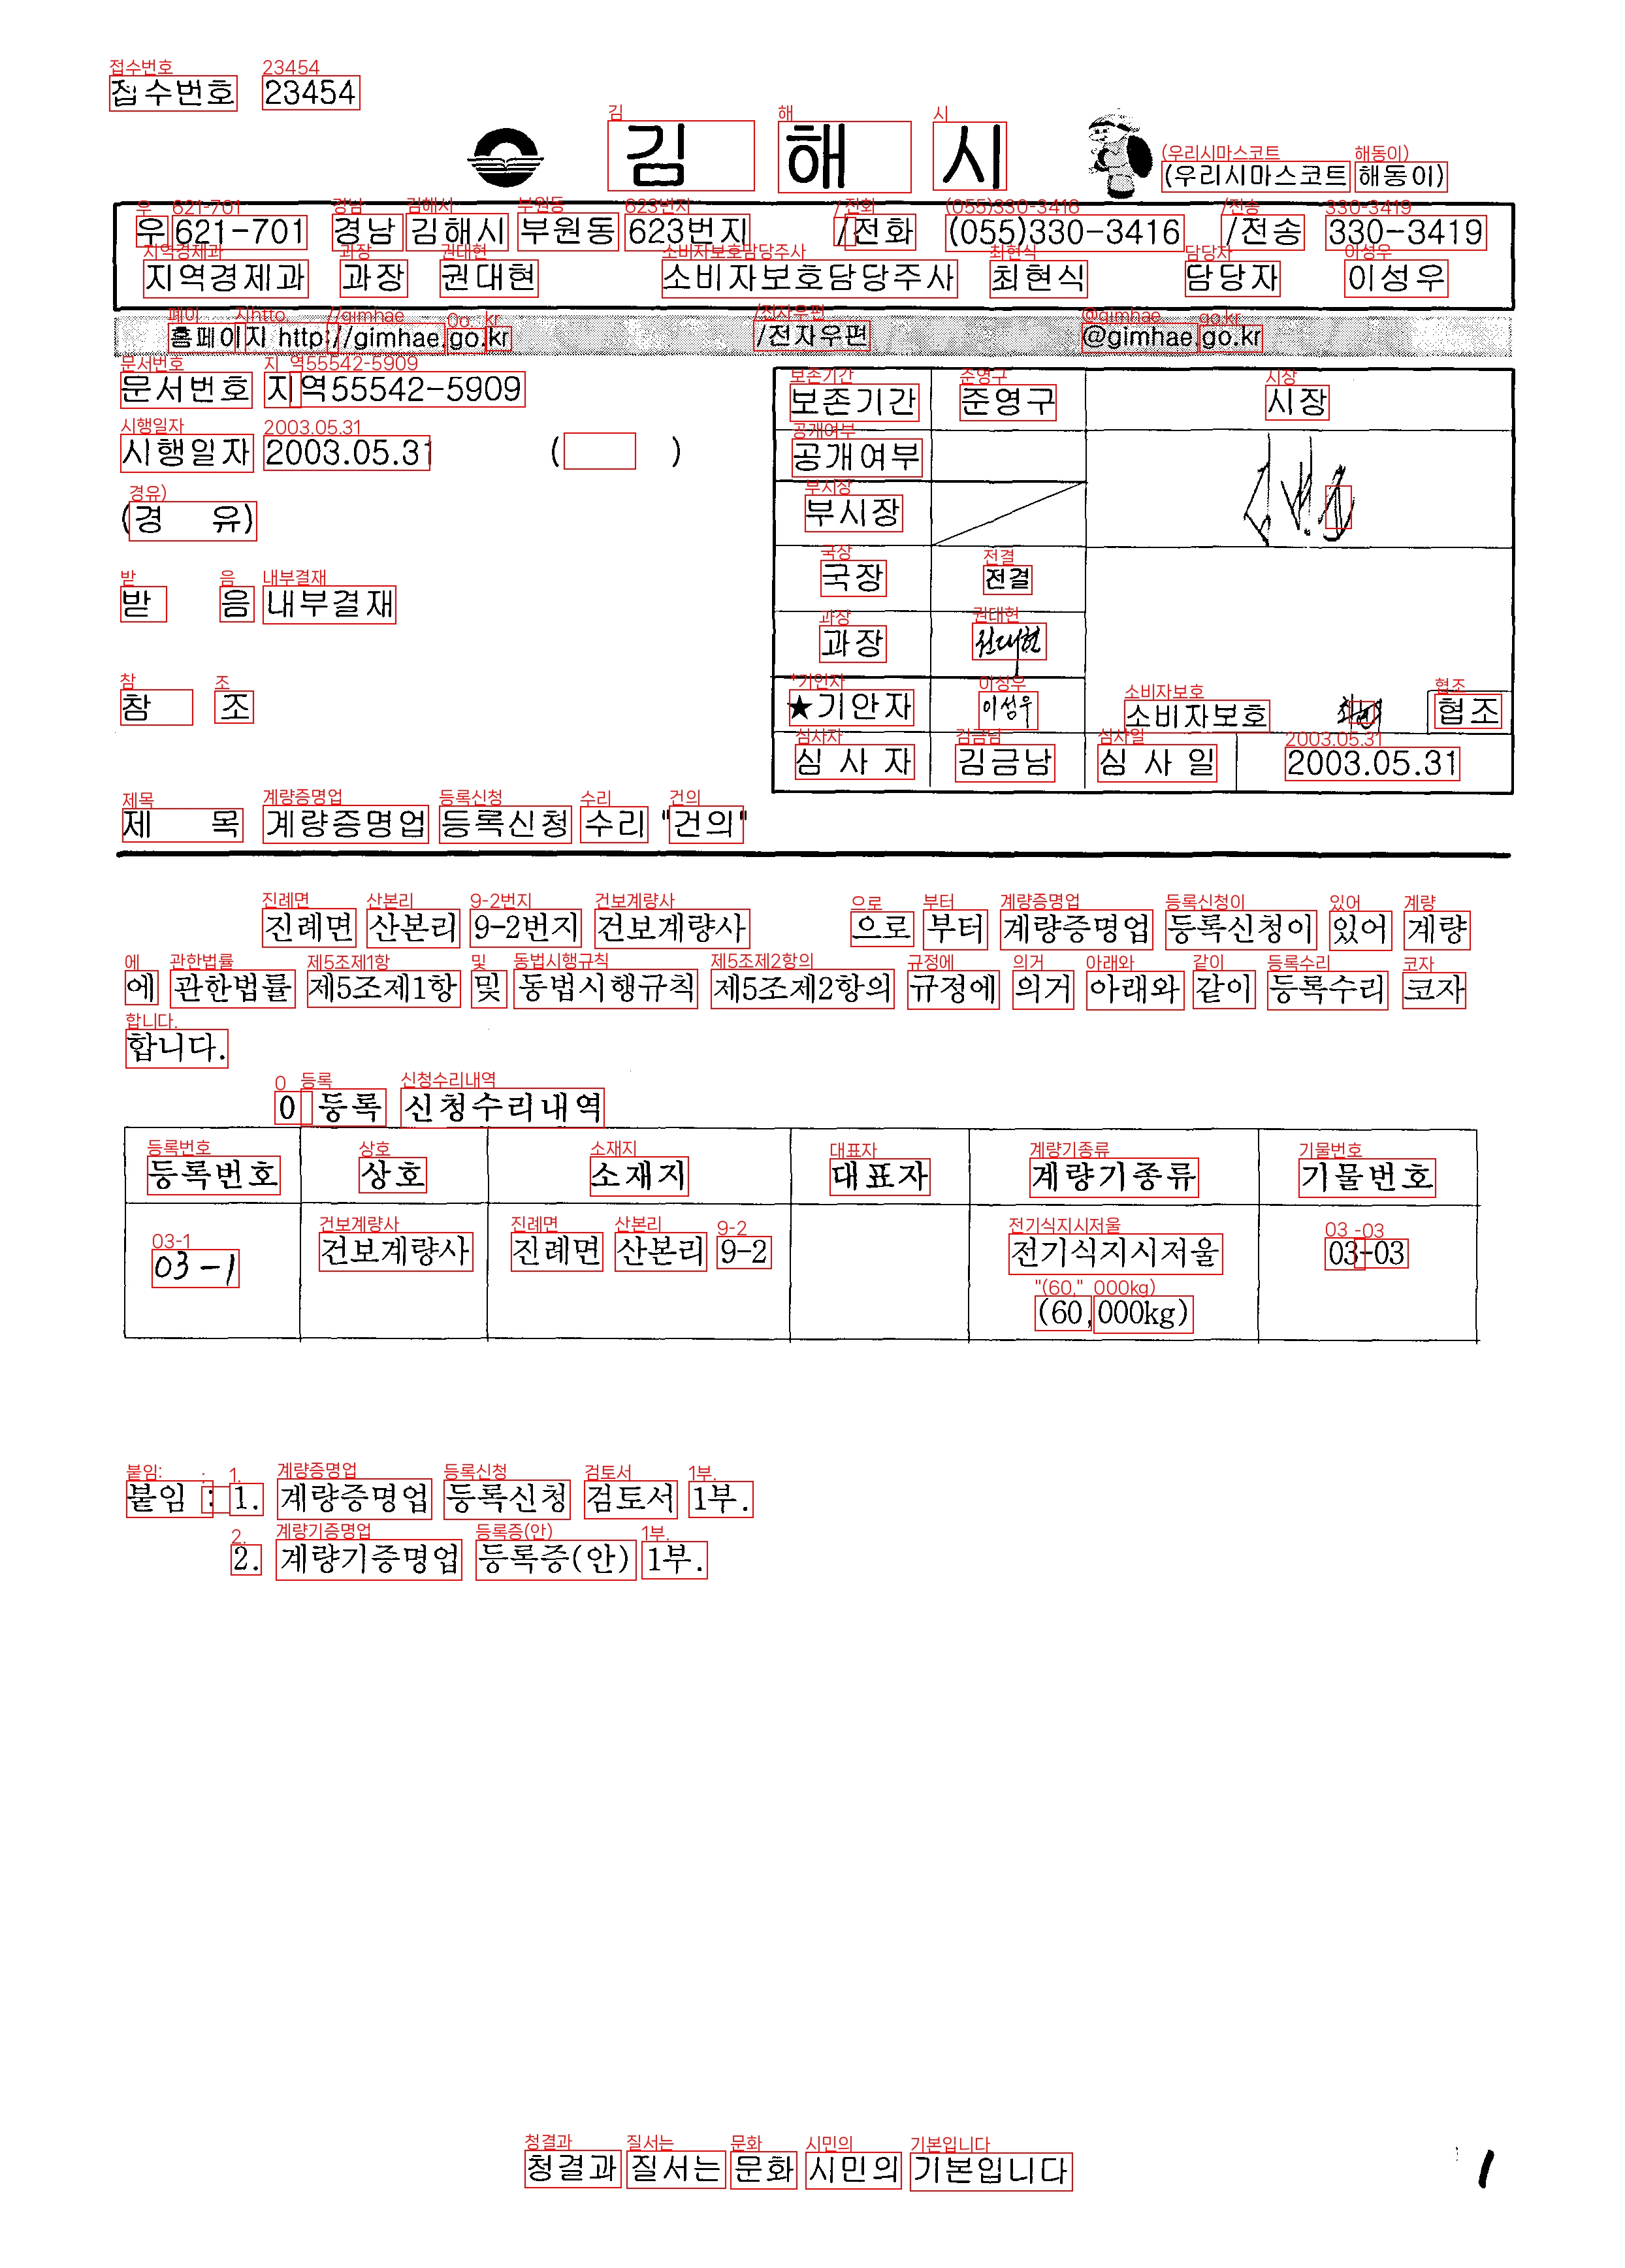 접수번호 23454
김 해 시 (우리시마스코트 해동이)
우 621-701 경남 김해시 부원동 623번지 /전화 (055)330-3416 /전송 330-3419
지역경제과 과장 권대현 소비자보호담당주사 최현식 담당자 이성우
홈페이지 http://gimhae.go.kr /전자우편 @gimhae.go.kr
문서번호 지역55542-5909
시행일자 2003.05.31 ( )
(경 유)
받 음 내부결재
참 조
보존기간 준영구 시장
공개여부
부시장
국장 전결
과장 권대현
★기안자 이성우 소비자보호 협조
심 사 자 김금남 심 사 일 2003.05.31
제 목 계량증명업 등록신청 수리 "건의"
진례면 산본리 9-2번지 건보계량사 으로 부터 계량증명업 등록신청이 있어 계량
에 관한법률 제5조제1항 및 동법시행규칙 제5조제2항의 규정에 의거 아래와 같이 등록수리 코자
합니다.
0 등록 신청수리내역
등록번호 상호 소재지 대표자 계량기종류 기물번호
03-1 건보계량사 진례면 산본리 9-2 전기식지시저울 03-03
(60,000kg)
붙임 : 1. 계량증명업 등록신청 검토서 1부.
2. 계량기증명업 등록증(안) 1부.
청결과 질서는 문화 시민의 기본입니다
1